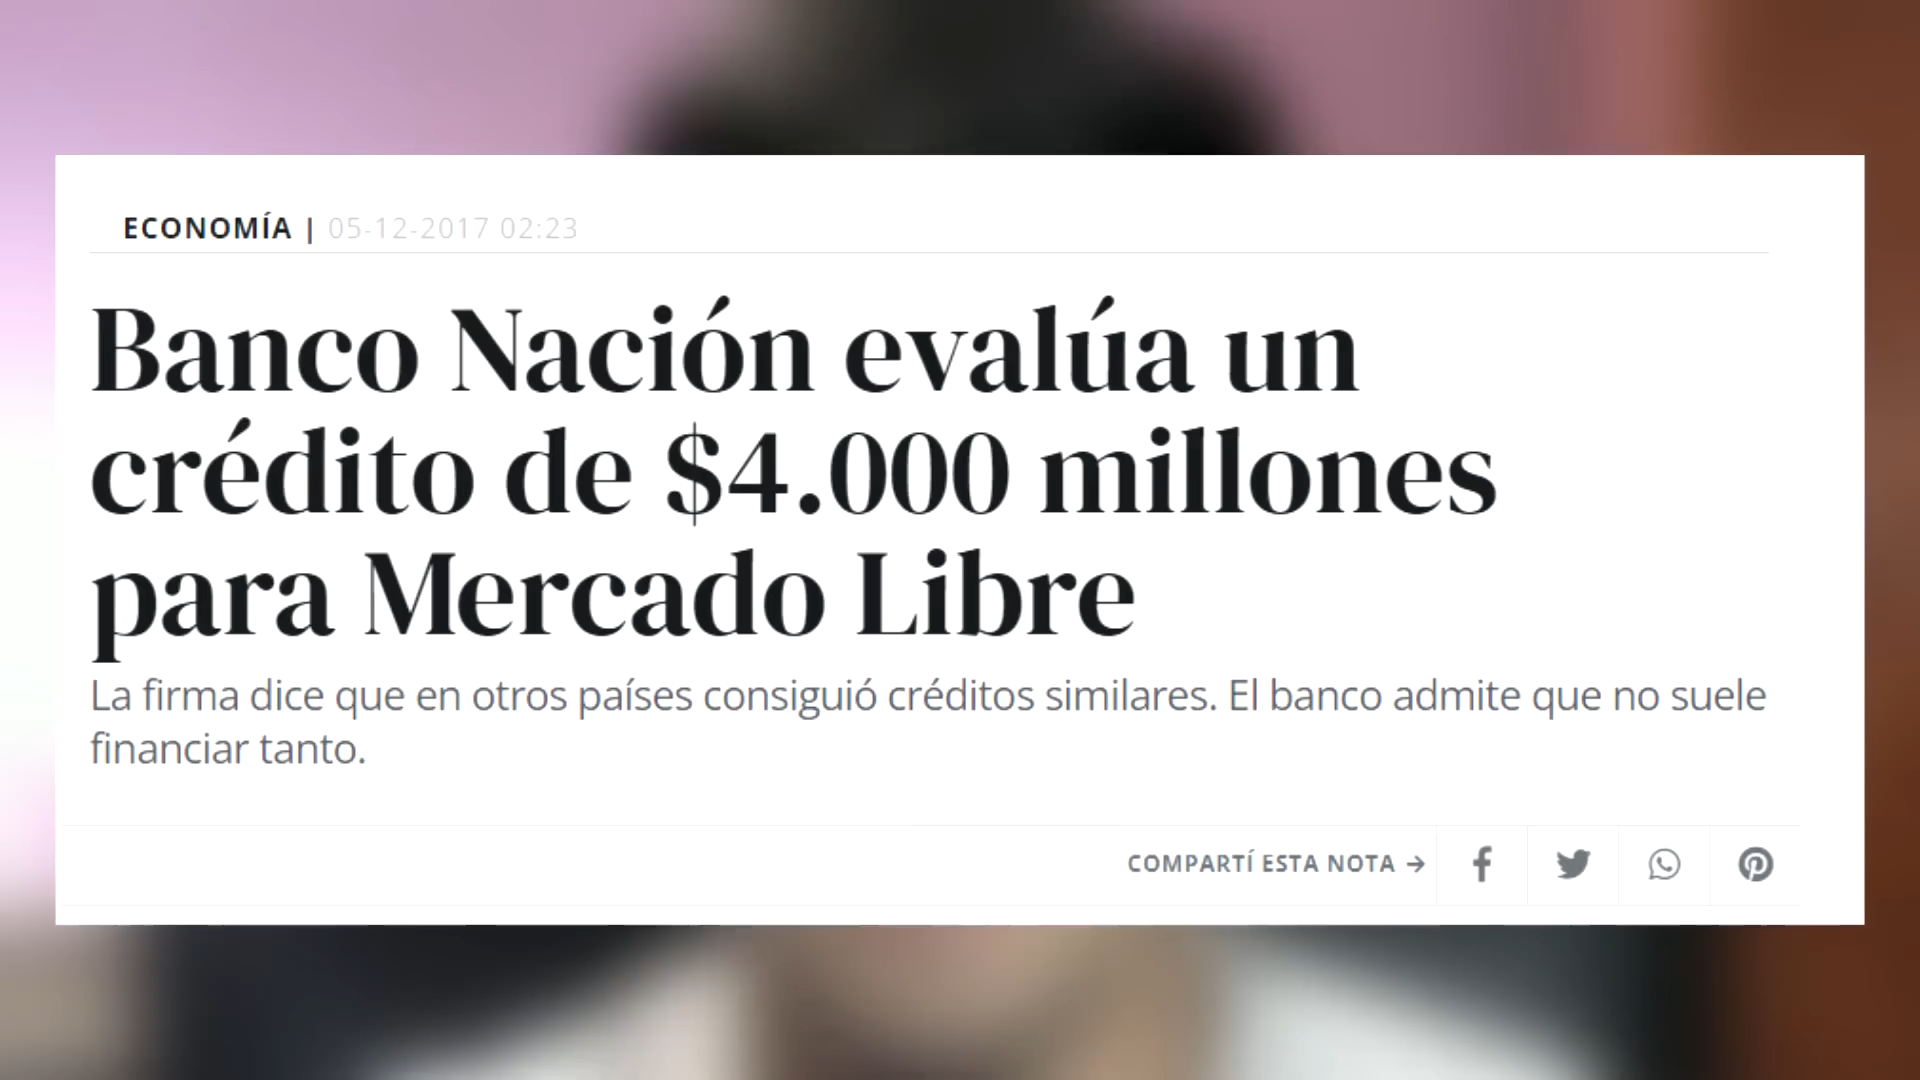 ECONOMÍA | 05-12-2017 02:23
Banco Nación evalúa un
crédito de $4.000 millones
para Mercado Libre
La firma dice que en otros países consiguió créditos similares. El banco admite que no suele
financiar tanto.
COMPARTÍ ESTA NOTA →